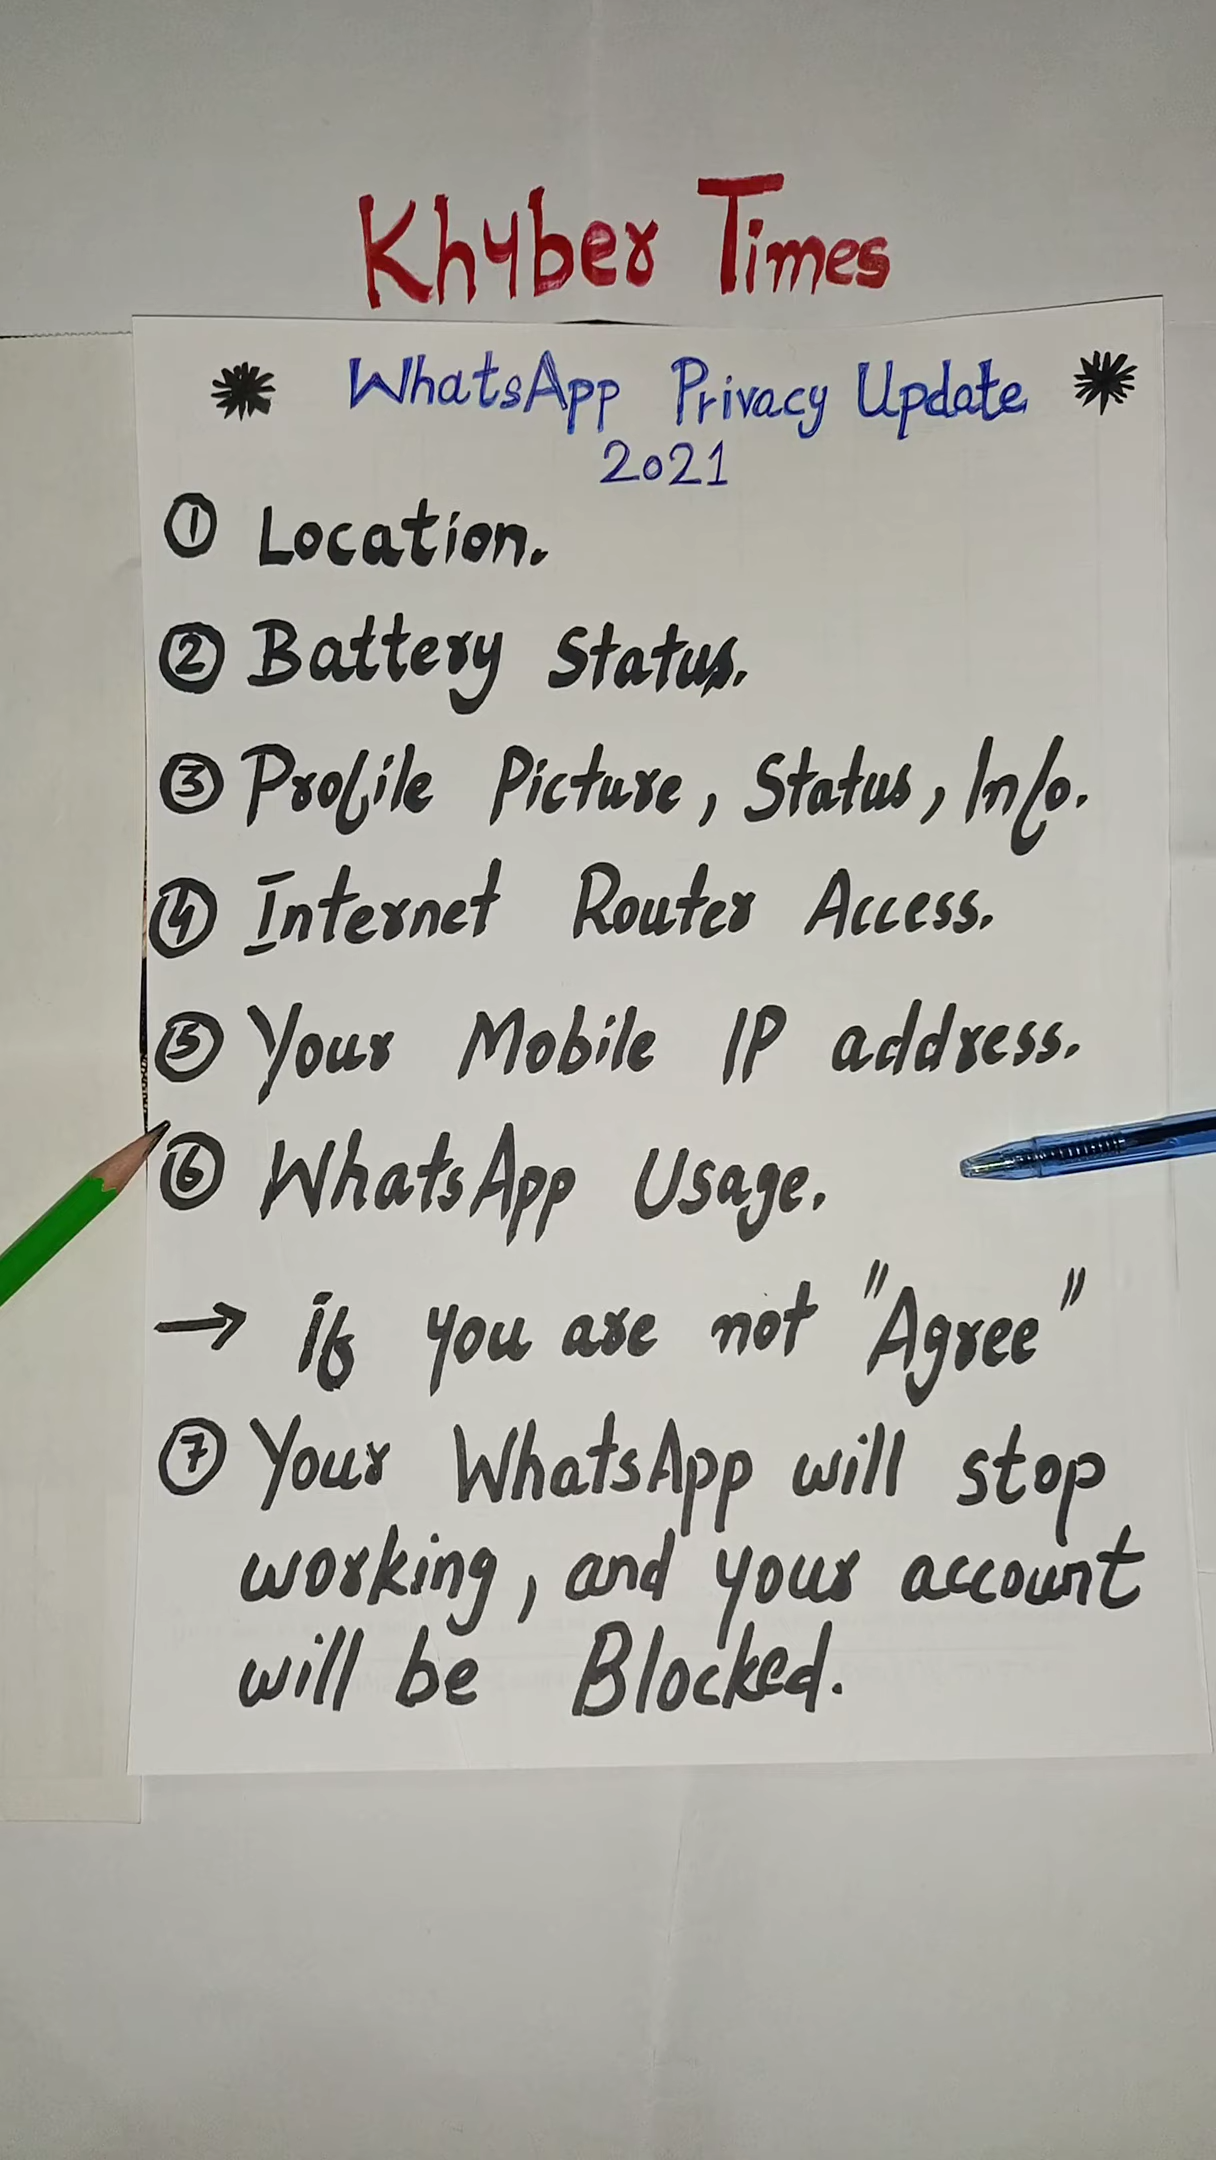 Khyber Times
WhatsApp Privacy Update
2021
① Location.
② Battery Status.
③ Profile Picture, Status, Info.
④ Internet Router Access.
⑤ Your Mobile IP address.
⑥ WhatsApp Usage.
→ if you are not "Agree"
⑦ Your WhatsApp will stop
working, and your account
will be Blocked.